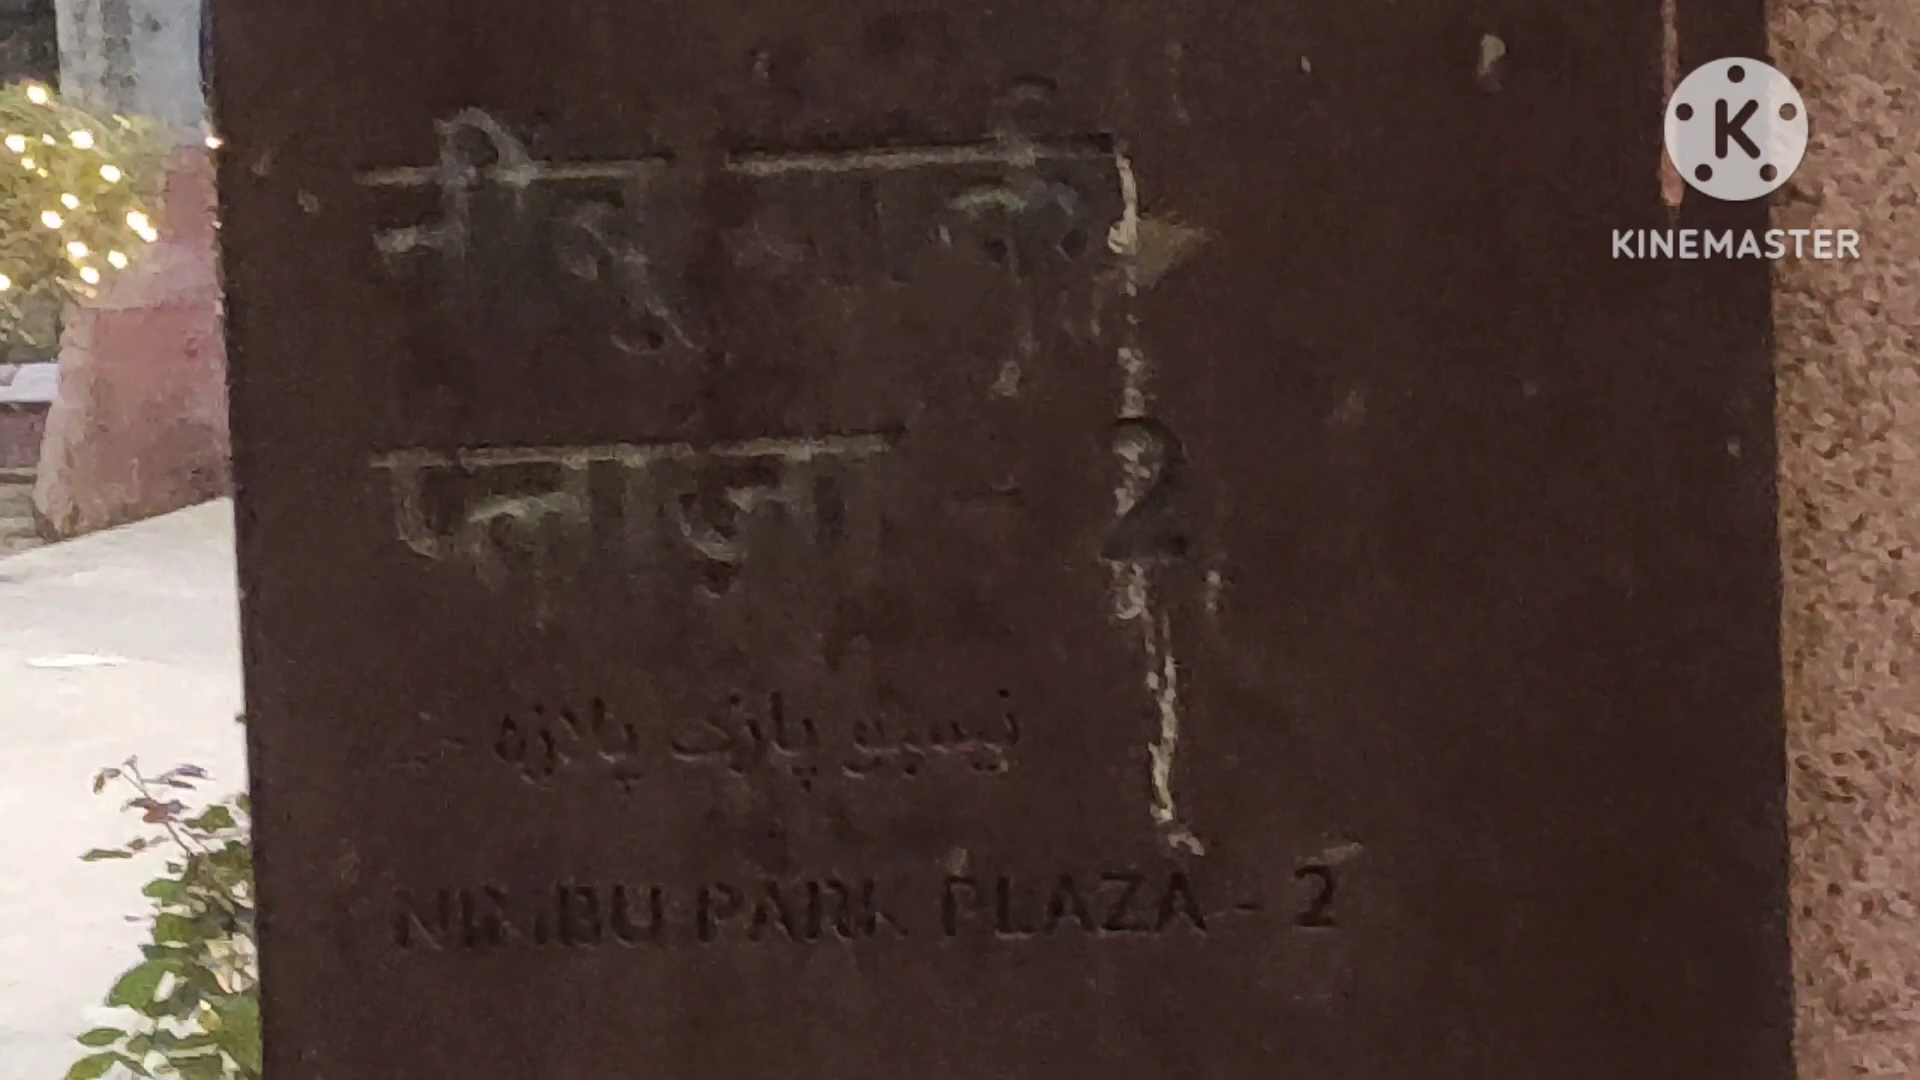 नीबू पार्क
प्लाज़ा - 2
نیمبو پارک پلازہ -
NIMBU PARK PLAZA - 2
KINEMASTER